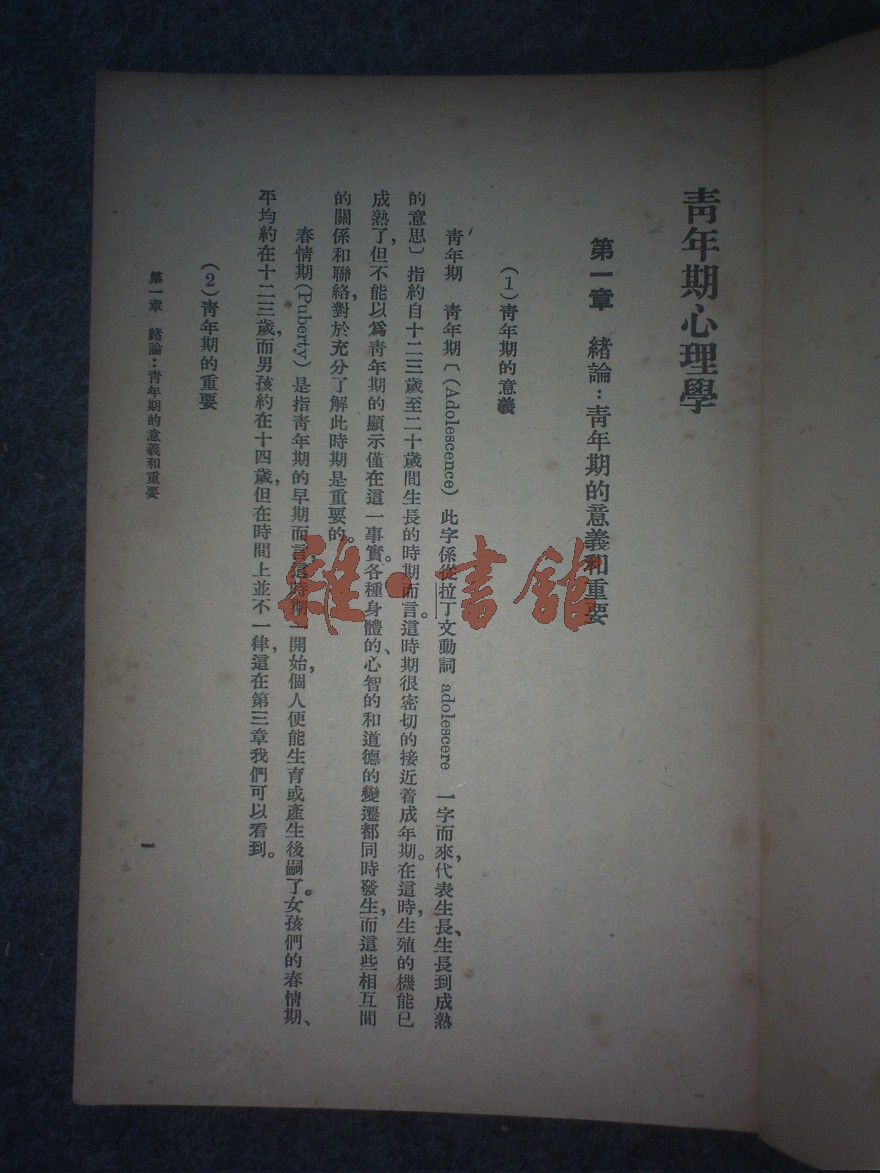 青年期心理學
第一章 緒論：青年期的意義和重要
（1）青年期的意義
青年期 青年期〔（Adolescence）此字係從拉丁文動詞 adolescere 一字而來，代表生長、生長到成熟
的意思〕指約自十二三歲至二十歲間生長的時期而言。這時期很密切的接近着成年期。在這時，生殖的機能已
成熟了，但不能以爲青年期的顯示僅在這一事實。各種身體的、心智的和道德的變遷都同時發生，而這些相互間
的關係和聯絡，對於充分了解此時期是重要的。
春情期（Puberty）是指青年期的早期而言，這時期一開始，個人便能生育或產生後嗣了。女孩們的春情期、
平均約在十二三歲，而男孩約在十四歲，但在時間上並不一律，這在第三章我們可以看到。
（2）青年期的重要
第一章 緒論：青年期的意義和重要
一
雜·書館